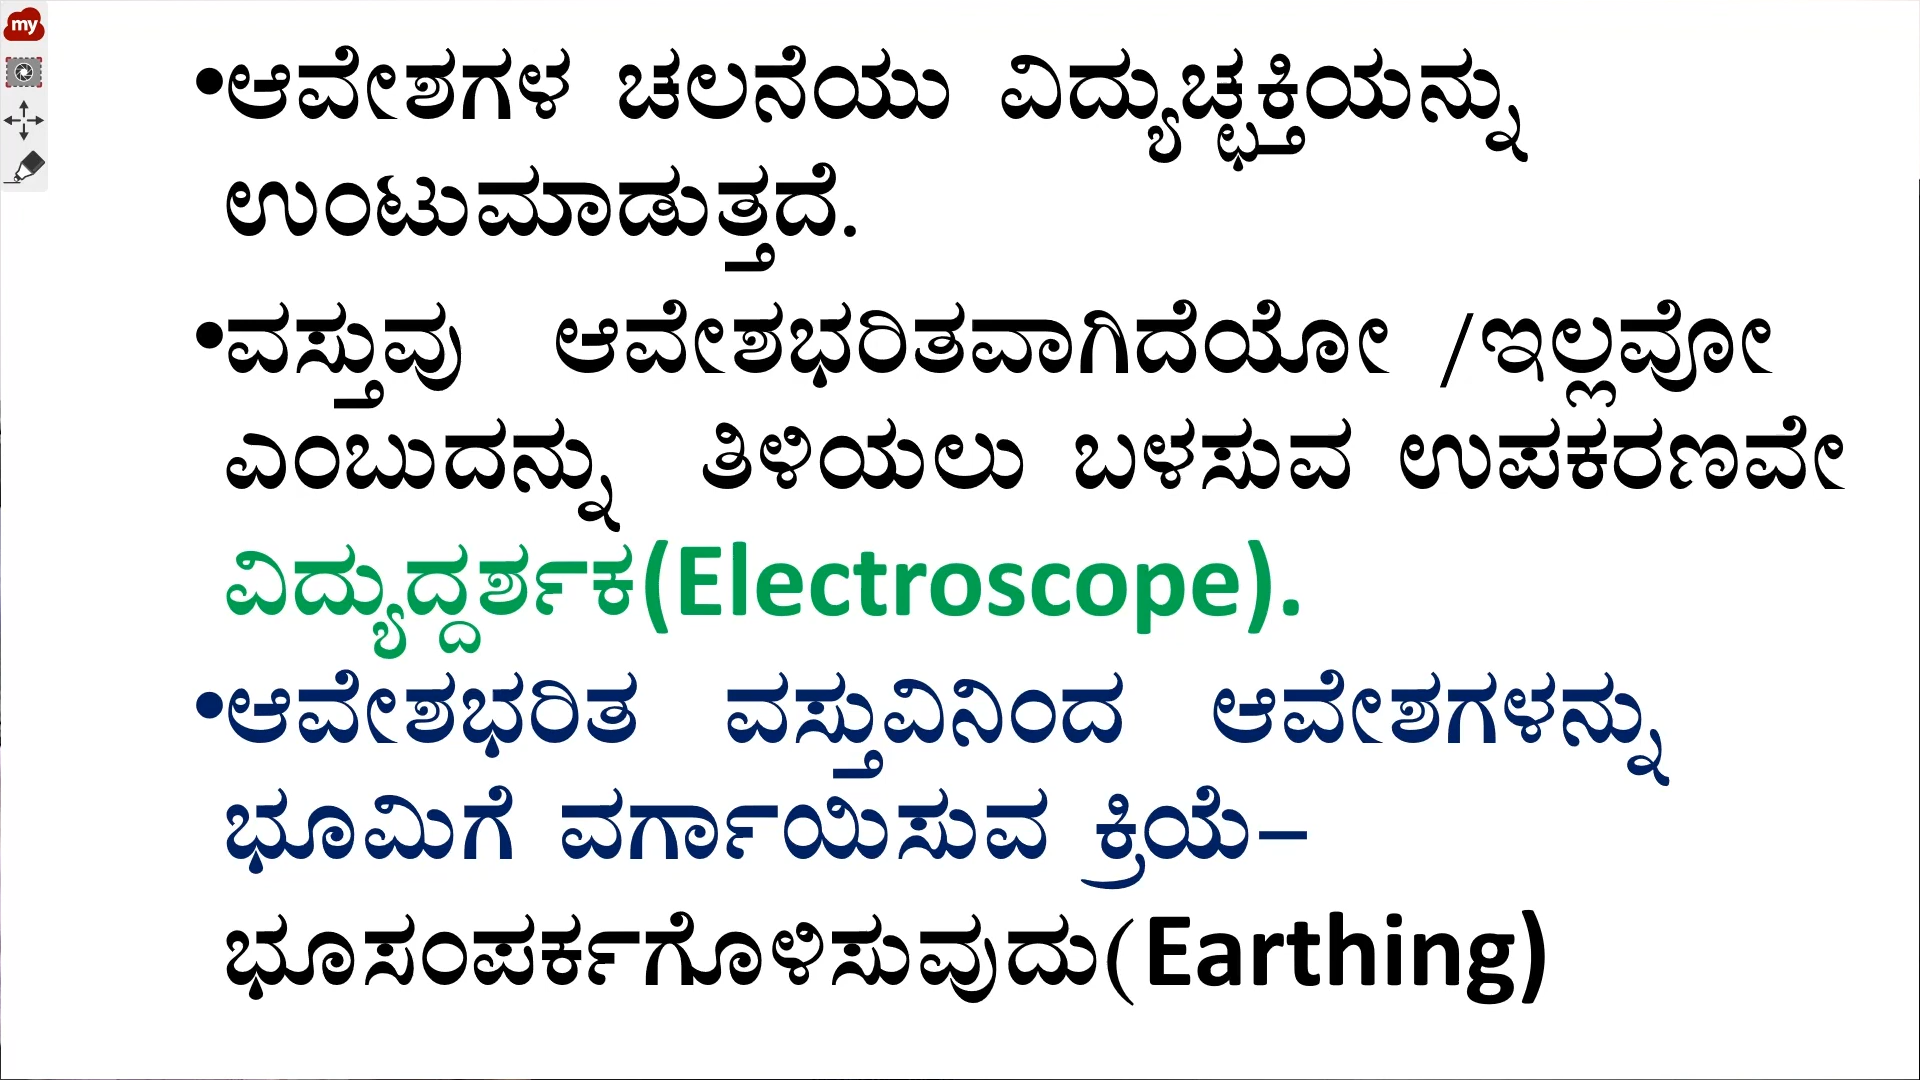 my
•ಆವೇಶಗಳ ಚಲನೆಯು ವಿದ್ಯುಚ್ಛಕ್ತಿಯನ್ನು
ಉಂಟುಮಾಡುತ್ತದೆ.
•ವಸ್ತುವು ಆವೇಶಭರಿತವಾಗಿದೆಯೋ /ಇಲ್ಲವೋ
ಎಂಬುದನ್ನು ತಿಳಿಯಲು ಬಳಸುವ ಉಪಕರಣವೇ
ವಿದ್ಯುದ್ದರ್ಶಕ(Electroscope).
•ಆವೇಶಭರಿತ ವಸ್ತುವಿನಿಂದ ಆವೇಶಗಳನ್ನು
ಭೂಮಿಗೆ ವರ್ಗಾಯಿಸುವ ಕ್ರಿಯೆ–
ಭೂಸಂಪರ್ಕಗೊಳಿಸುವುದು(Earthing)